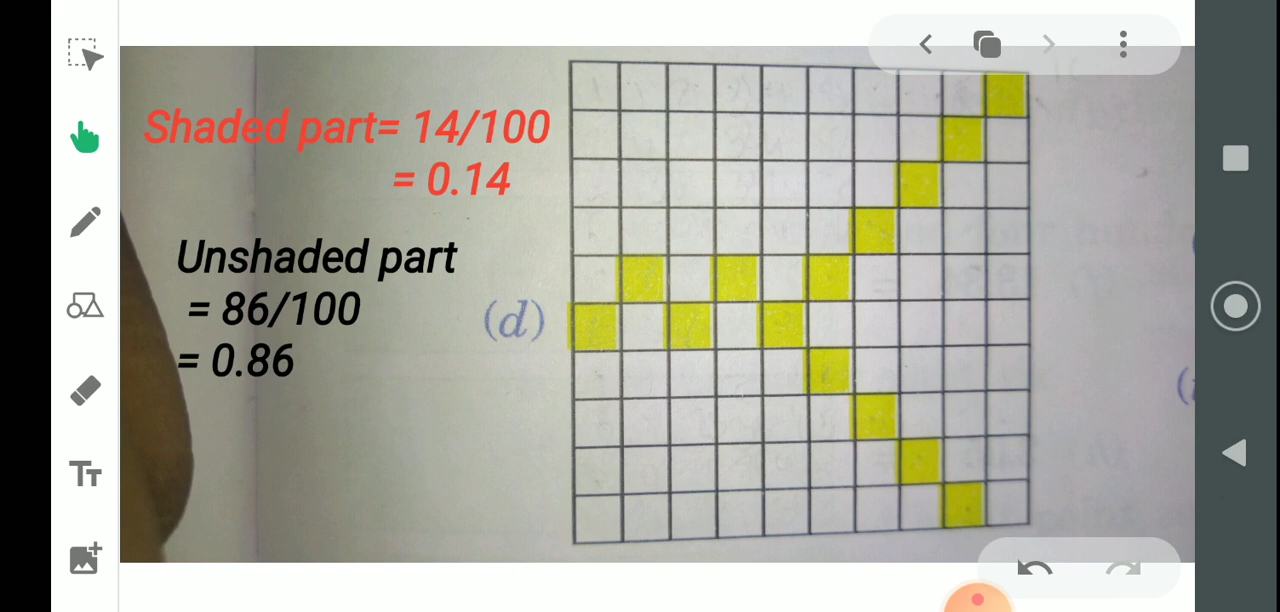 Shaded part= 14/100
= 0.14
Unshaded part
= 86/100
= 0.86
(d)